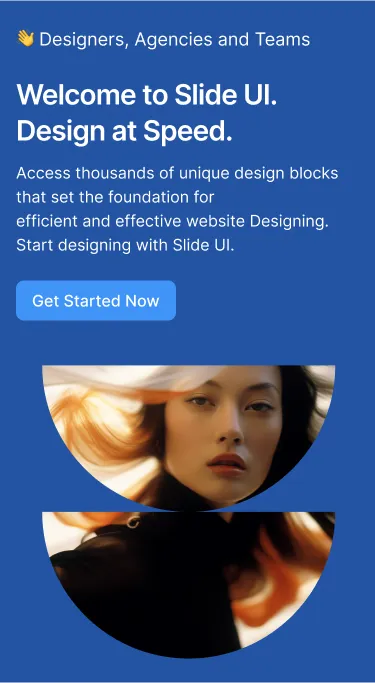 👋 Designers, Agencies and Teams
Welcome to Slide UI.
Design at Speed.
Access thousands of unique design blocks
that set the foundation for
efficient and effective website Designing.
Start designing with Slide UI.
Get Started Now